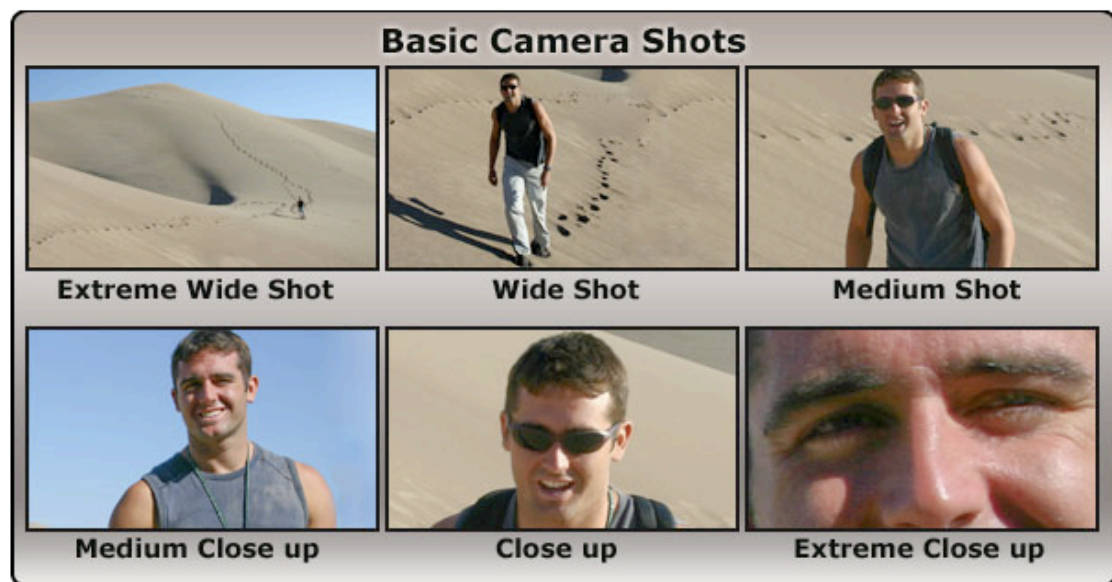 Basic Camera Shots
Extreme Wide Shot
Wide Shot
Medium Shot
Medium Close up
Close up
Extreme Close up